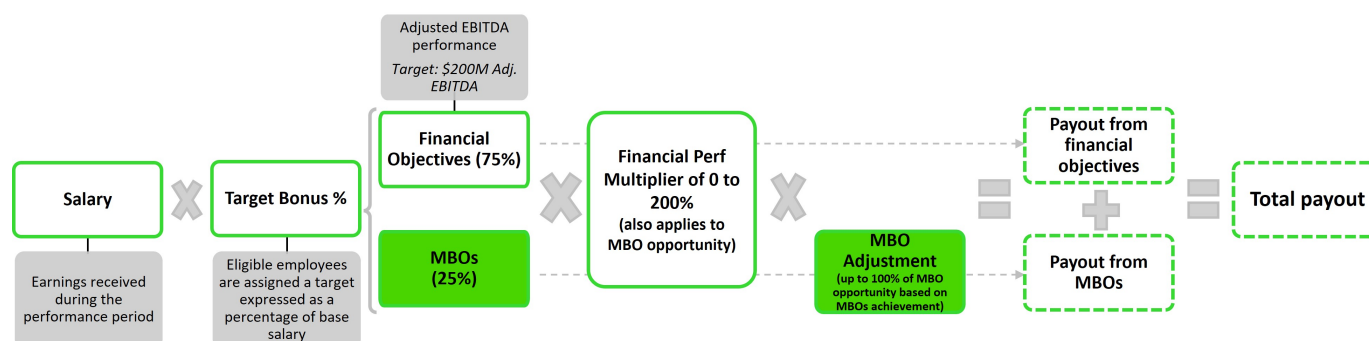 Adjusted EBITDA
performance
Target: $200M Adj.
EBITDA
Salary
Earnings received
during the
performance period
Target Bonus %
Eligible employees
are assigned a target
expressed as a
percentage of base
salary
Financial
Objectives (75%)
MBOs
(25%)
Financial Perf
Multiplier of 0 to
200%
(also applies to
MBO opportunity)
MBO
Adjustment
(up to 100% of MBO
opportunity based on
MBOs achievement)
Payout from
financial
objectives
Payout from
MBOs
Total payout